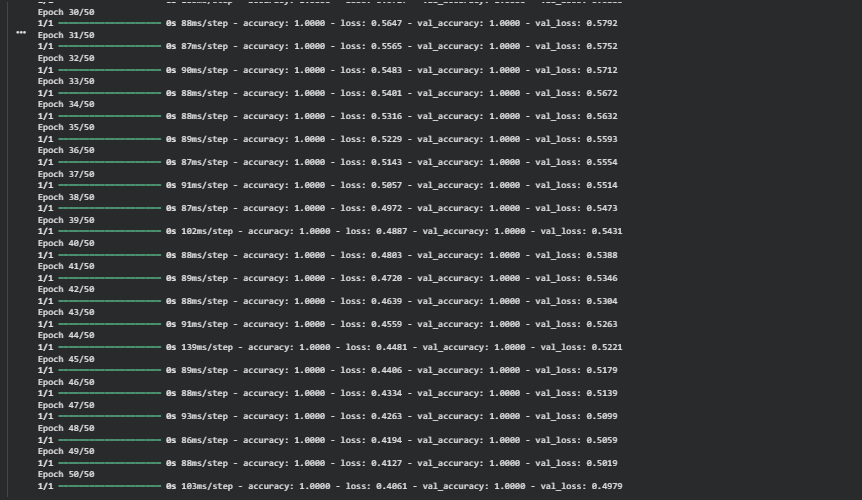 Epoch 30/50
1/1 0s 88ms/step - accuracy: 1.0000 - loss: 0.5647 - val_accuracy: 1.0000 - val_loss: 0.5792
Epoch 31/50
1/1 0s 87ms/step - accuracy: 1.0000 - loss: 0.5565 - val_accuracy: 1.0000 - val_loss: 0.5752
Epoch 32/50
1/1 0s 90ms/step - accuracy: 1.0000 - loss: 0.5483 - val_accuracy: 1.0000 - val_loss: 0.5712
Epoch 33/50
1/1 0s 88ms/step - accuracy: 1.0000 - loss: 0.5401 - val_accuracy: 1.0000 - val_loss: 0.5672
Epoch 34/50
1/1 0s 88ms/step - accuracy: 1.0000 - loss: 0.5316 - val_accuracy: 1.0000 - val_loss: 0.5632
Epoch 35/50
1/1 0s 89ms/step - accuracy: 1.0000 - loss: 0.5229 - val_accuracy: 1.0000 - val_loss: 0.5593
Epoch 36/50
1/1 0s 87ms/step - accuracy: 1.0000 - loss: 0.5143 - val_accuracy: 1.0000 - val_loss: 0.5554
Epoch 37/50
1/1 0s 91ms/step - accuracy: 1.0000 - loss: 0.5057 - val_accuracy: 1.0000 - val_loss: 0.5514
Epoch 38/50
1/1 0s 87ms/step - accuracy: 1.0000 - loss: 0.4972 - val_accuracy: 1.0000 - val_loss: 0.5473
Epoch 39/50
1/1 0s 102ms/step - accuracy: 1.0000 - loss: 0.4887 - val_accuracy: 1.0000 - val_loss: 0.5431
Epoch 40/50
1/1 0s 88ms/step - accuracy: 1.0000 - loss: 0.4803 - val_accuracy: 1.0000 - val_loss: 0.5388
Epoch 41/50
1/1 0s 89ms/step - accuracy: 1.0000 - loss: 0.4720 - val_accuracy: 1.0000 - val_loss: 0.5346
Epoch 42/50
1/1 0s 88ms/step - accuracy: 1.0000 - loss: 0.4639 - val_accuracy: 1.0000 - val_loss: 0.5304
Epoch 43/50
1/1 0s 91ms/step - accuracy: 1.0000 - loss: 0.4559 - val_accuracy: 1.0000 - val_loss: 0.5263
Epoch 44/50
1/1 0s 139ms/step - accuracy: 1.0000 - loss: 0.4481 - val_accuracy: 1.0000 - val_loss: 0.5221
Epoch 45/50
1/1 0s 89ms/step - accuracy: 1.0000 - loss: 0.4406 - val_accuracy: 1.0000 - val_loss: 0.5179
Epoch 46/50
1/1 0s 88ms/step - accuracy: 1.0000 - loss: 0.4334 - val_accuracy: 1.0000 - val_loss: 0.5139
Epoch 47/50
1/1 0s 93ms/step - accuracy: 1.0000 - loss: 0.4263 - val_accuracy: 1.0000 - val_loss: 0.5099
Epoch 48/50
1/1 0s 86ms/step - accuracy: 1.0000 - loss: 0.4194 - val_accuracy: 1.0000 - val_loss: 0.5059
Epoch 49/50
1/1 0s 88ms/step - accuracy: 1.0000 - loss: 0.4127 - val_accuracy: 1.0000 - val_loss: 0.5019
Epoch 50/50
1/1 0s 103ms/step - accuracy: 1.0000 - loss: 0.4061 - val_accuracy: 1.0000 - val_loss: 0.4979